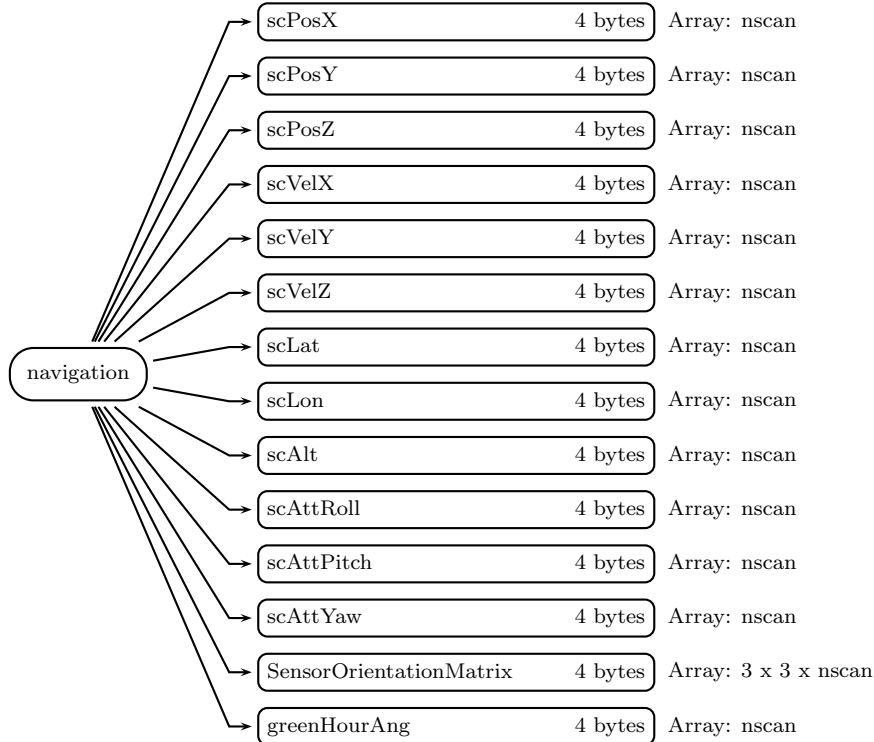 scPosX 4 bytes Array: nscan
scPosY 4 bytes Array: nscan
scPosZ 4 bytes Array: nscan
scVelX 4 bytes Array: nscan
scVelY 4 bytes Array: nscan
scVelZ 4 bytes Array: nscan
scLat 4 bytes Array: nscan
navigation
scLon 4 bytes Array: nscan
scAlt 4 bytes Array: nscan
scAttRoll 4 bytes Array: nscan
scAttPitch 4 bytes Array: nscan
scAttYaw 4 bytes Array: nscan
SensorOrientationMatrix 4 bytes Array: 3 x 3 x nscan
greenHourAng 4 bytes Array: nscan